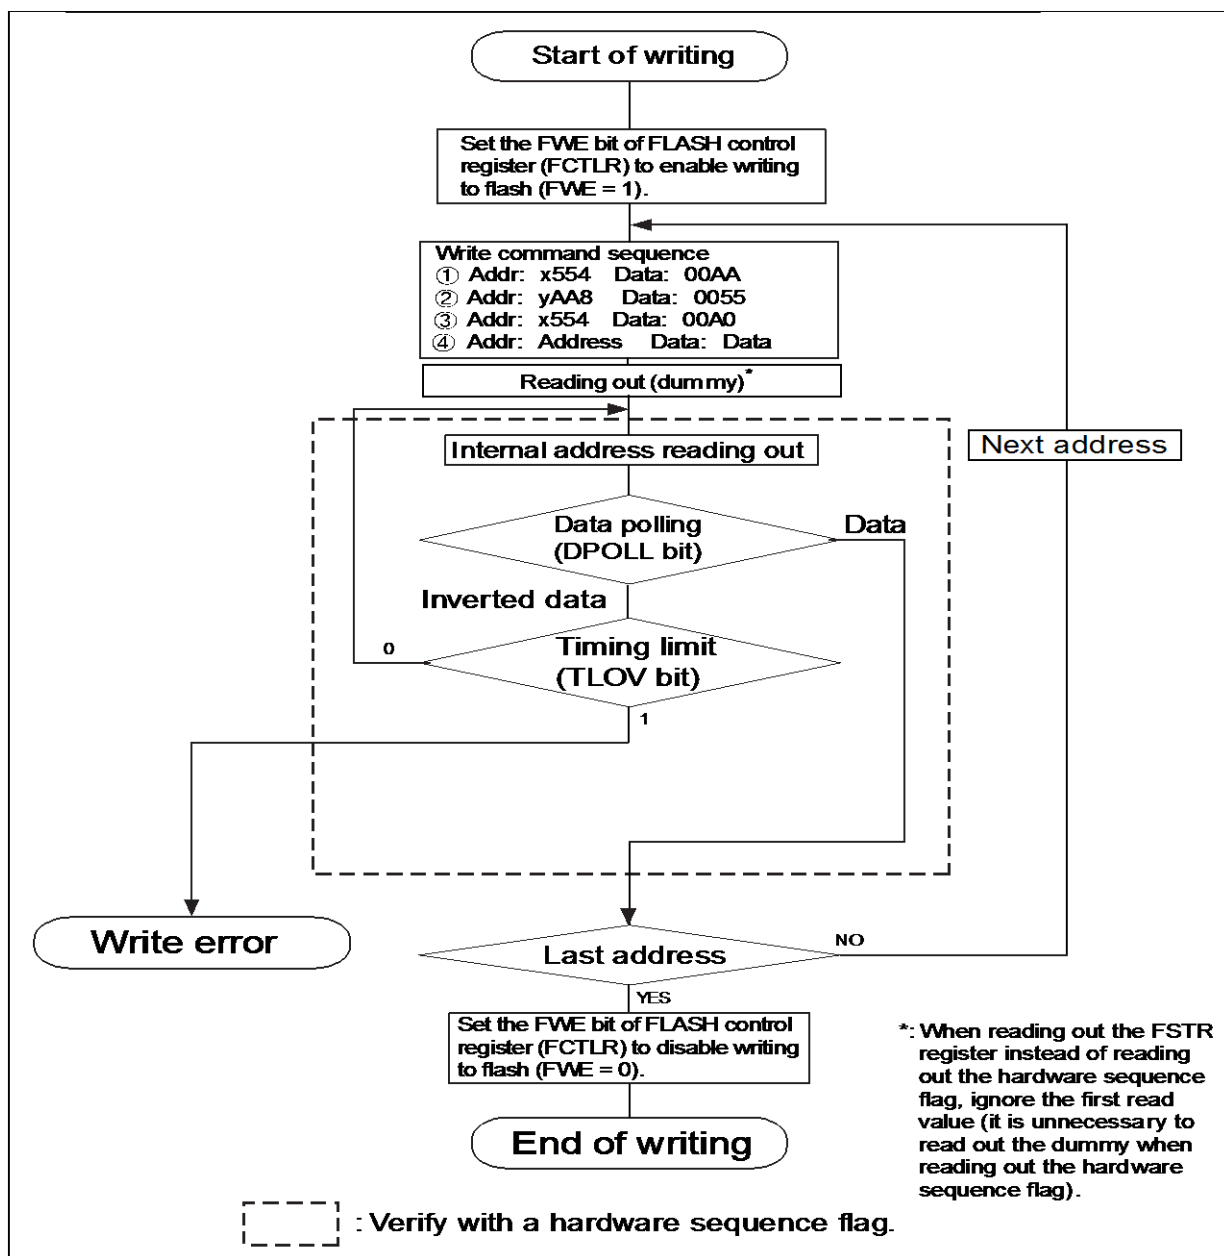 Start of writing
Set the FWE bit of FLASH control
register (FCTLR) to enable writing
to flash (FWE = 1).
Write command sequence
① Addr: x554 Data: 00AA
② Addr: yAA8 Data: 0055
③ Addr: x554 Data: 00A0
④ Addr: Address Data: Data
Reading out (dummy)*
Internal address reading out
Next address
Data polling
(DPOLL bit)
Data
Inverted data
Timing limit
(TLOV bit)
0
1
Write error
Last address
NO
YES
Set the FWE bit of FLASH control
register (FCTLR) to disable writing
to flash (FWE = 0).
End of writing
*: When reading out the FSTR
register instead of reading
out the hardware sequence
flag, ignore the first read
value (it is unnecessary to
read out the dummy when
reading out the hardware
sequence flag).
: Verify with a hardware sequence flag.